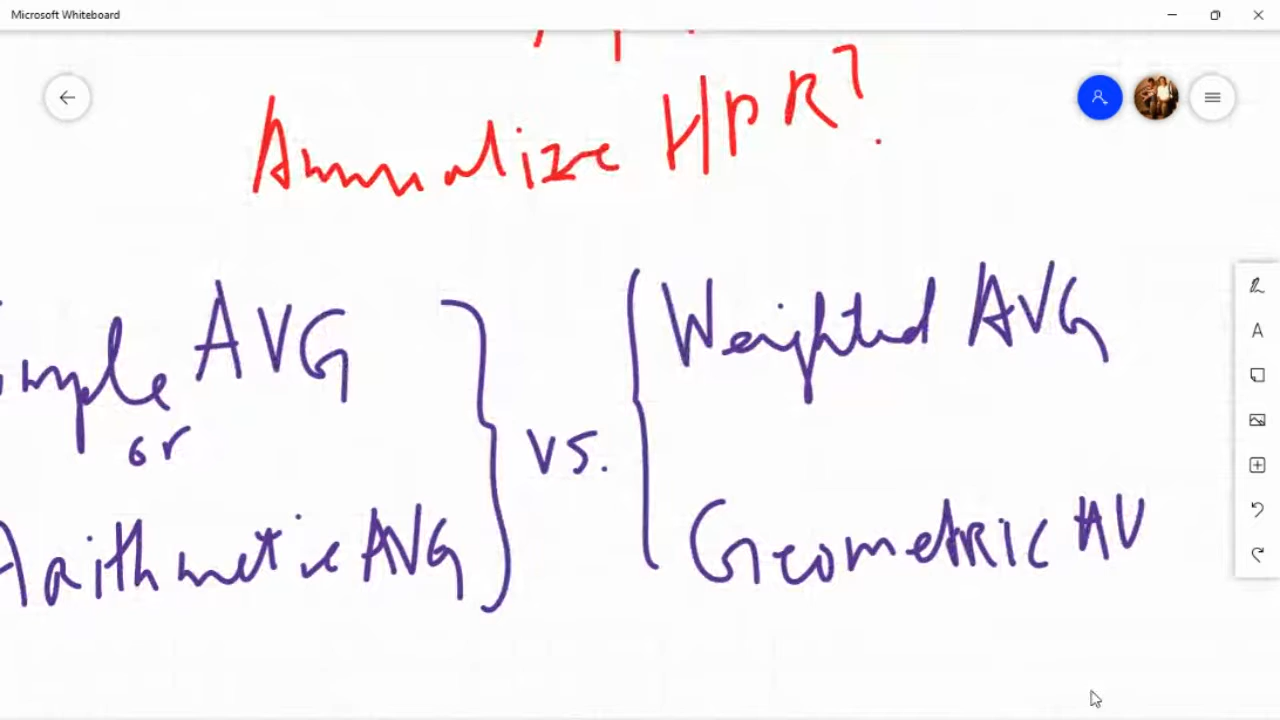 Microsoft Whiteboard
Annualize HPR?
Simple AVG
or
Arithmetic AVG
vs.
Weighted AVG
Geometric AV